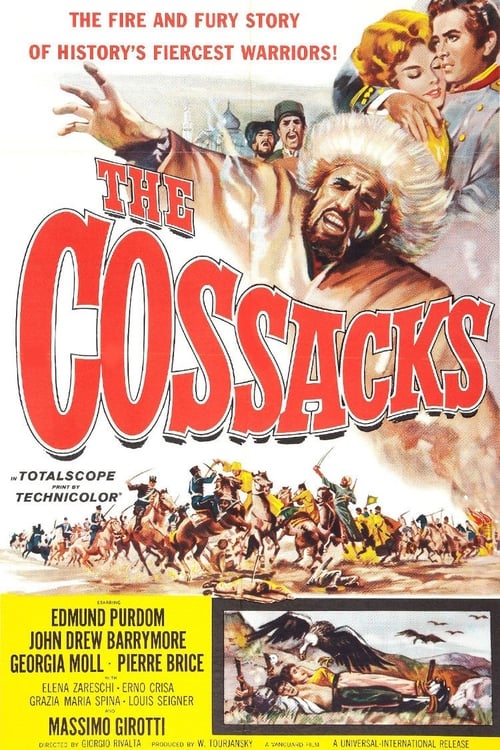 THE FIRE AND FURY STORY
OF HISTORY'S FIERCEST WARRIORS!
THE
COSSACKS
IN TOTALSCOPE
PRINT BY
TECHNICOLOR®
STARRING
EDMUND PURDOM
JOHN DREW BARRYMORE
GEORGIA MOLL · PIERRE BRICE
WITH
ELENA ZARESCHI · ERNO CRISA
GRAZIA MARIA SPINA · LOUIS SEIGNER
AND
MASSIMO GIROTTI
DIRECTED BY GIORGIO RIVALTA PRODUCED BY W. TOURJANSKY A VANGUARD FILM A UNIVERSAL-INTERNATIONAL RELEASE